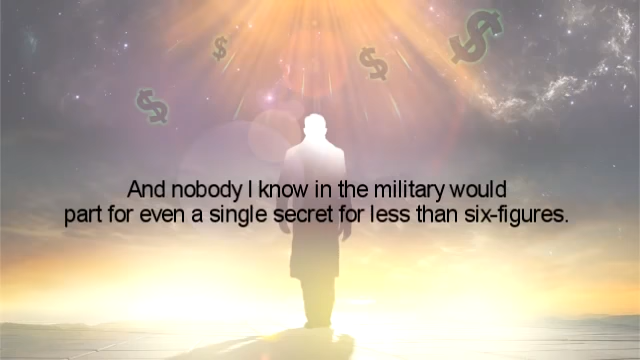 And nobody I know in the military would
part for even a single secret for less than six-figures.